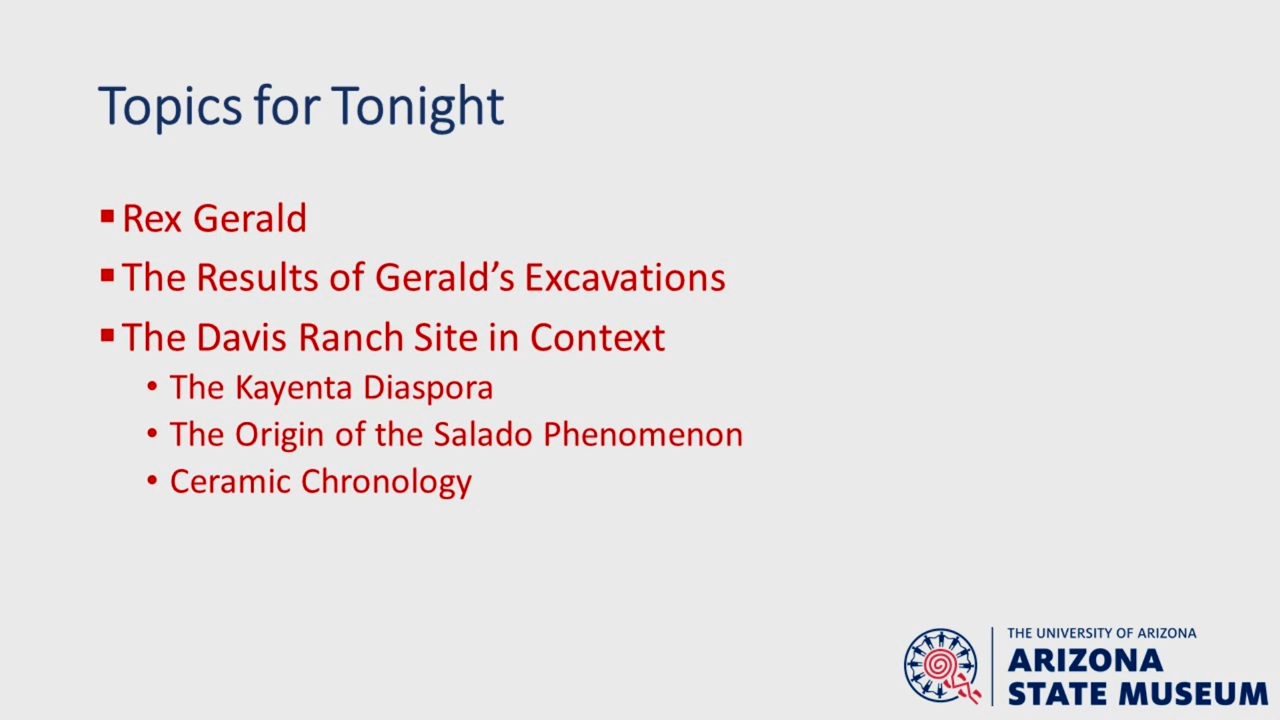 Topics for Tonight
▪ Rex Gerald
▪ The Results of Gerald’s Excavations
▪ The Davis Ranch Site in Context
• The Kayenta Diaspora
• The Origin of the Salado Phenomenon
• Ceramic Chronology
THE UNIVERSITY OF ARIZONA
ARIZONA
STATE MUSEUM